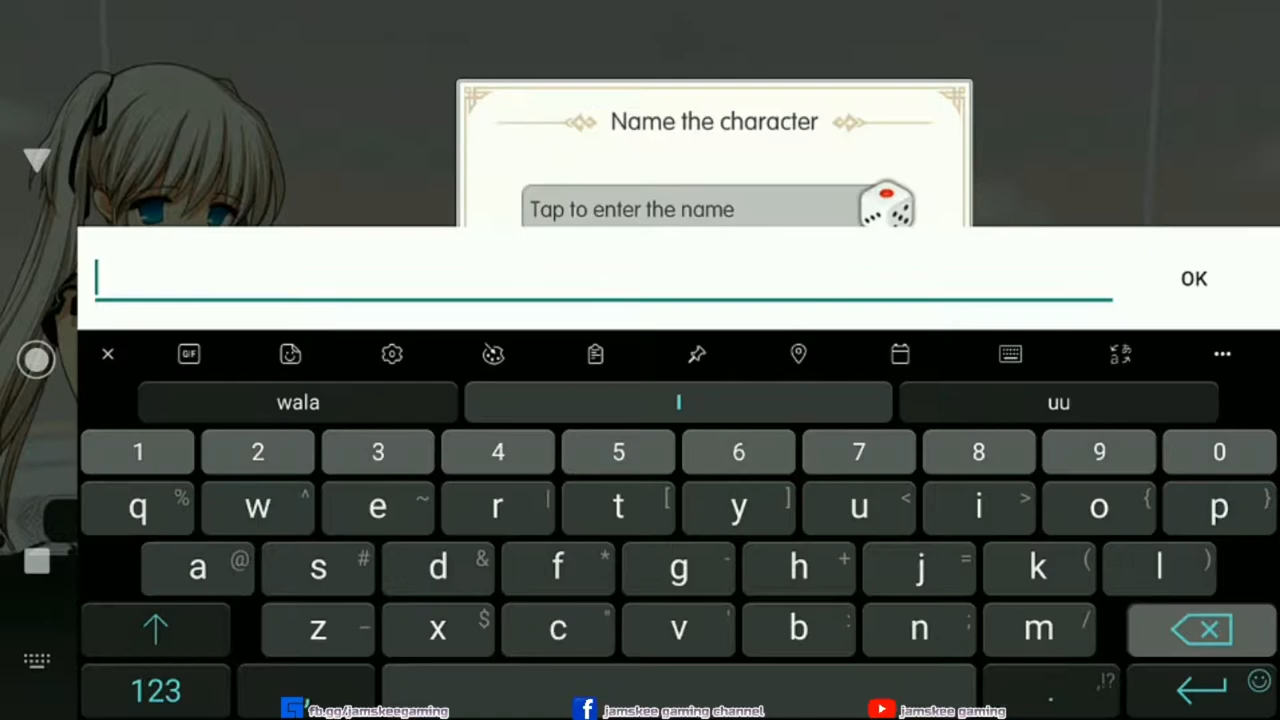 Name the character
Tap to enter the name
OK
GIF
wala I uu
1 2 3 4 5 6 7 8 9 0
q % w ^ e ~ r | t [ y ] u < i > o { p }
a @ s # d & f * g - h + j = k ( l )
z _ x $ c " v ' b : n ; m /
123 , . ,!?
fb.gg/jamskeegaming jamskee gaming channel jamskee gaming